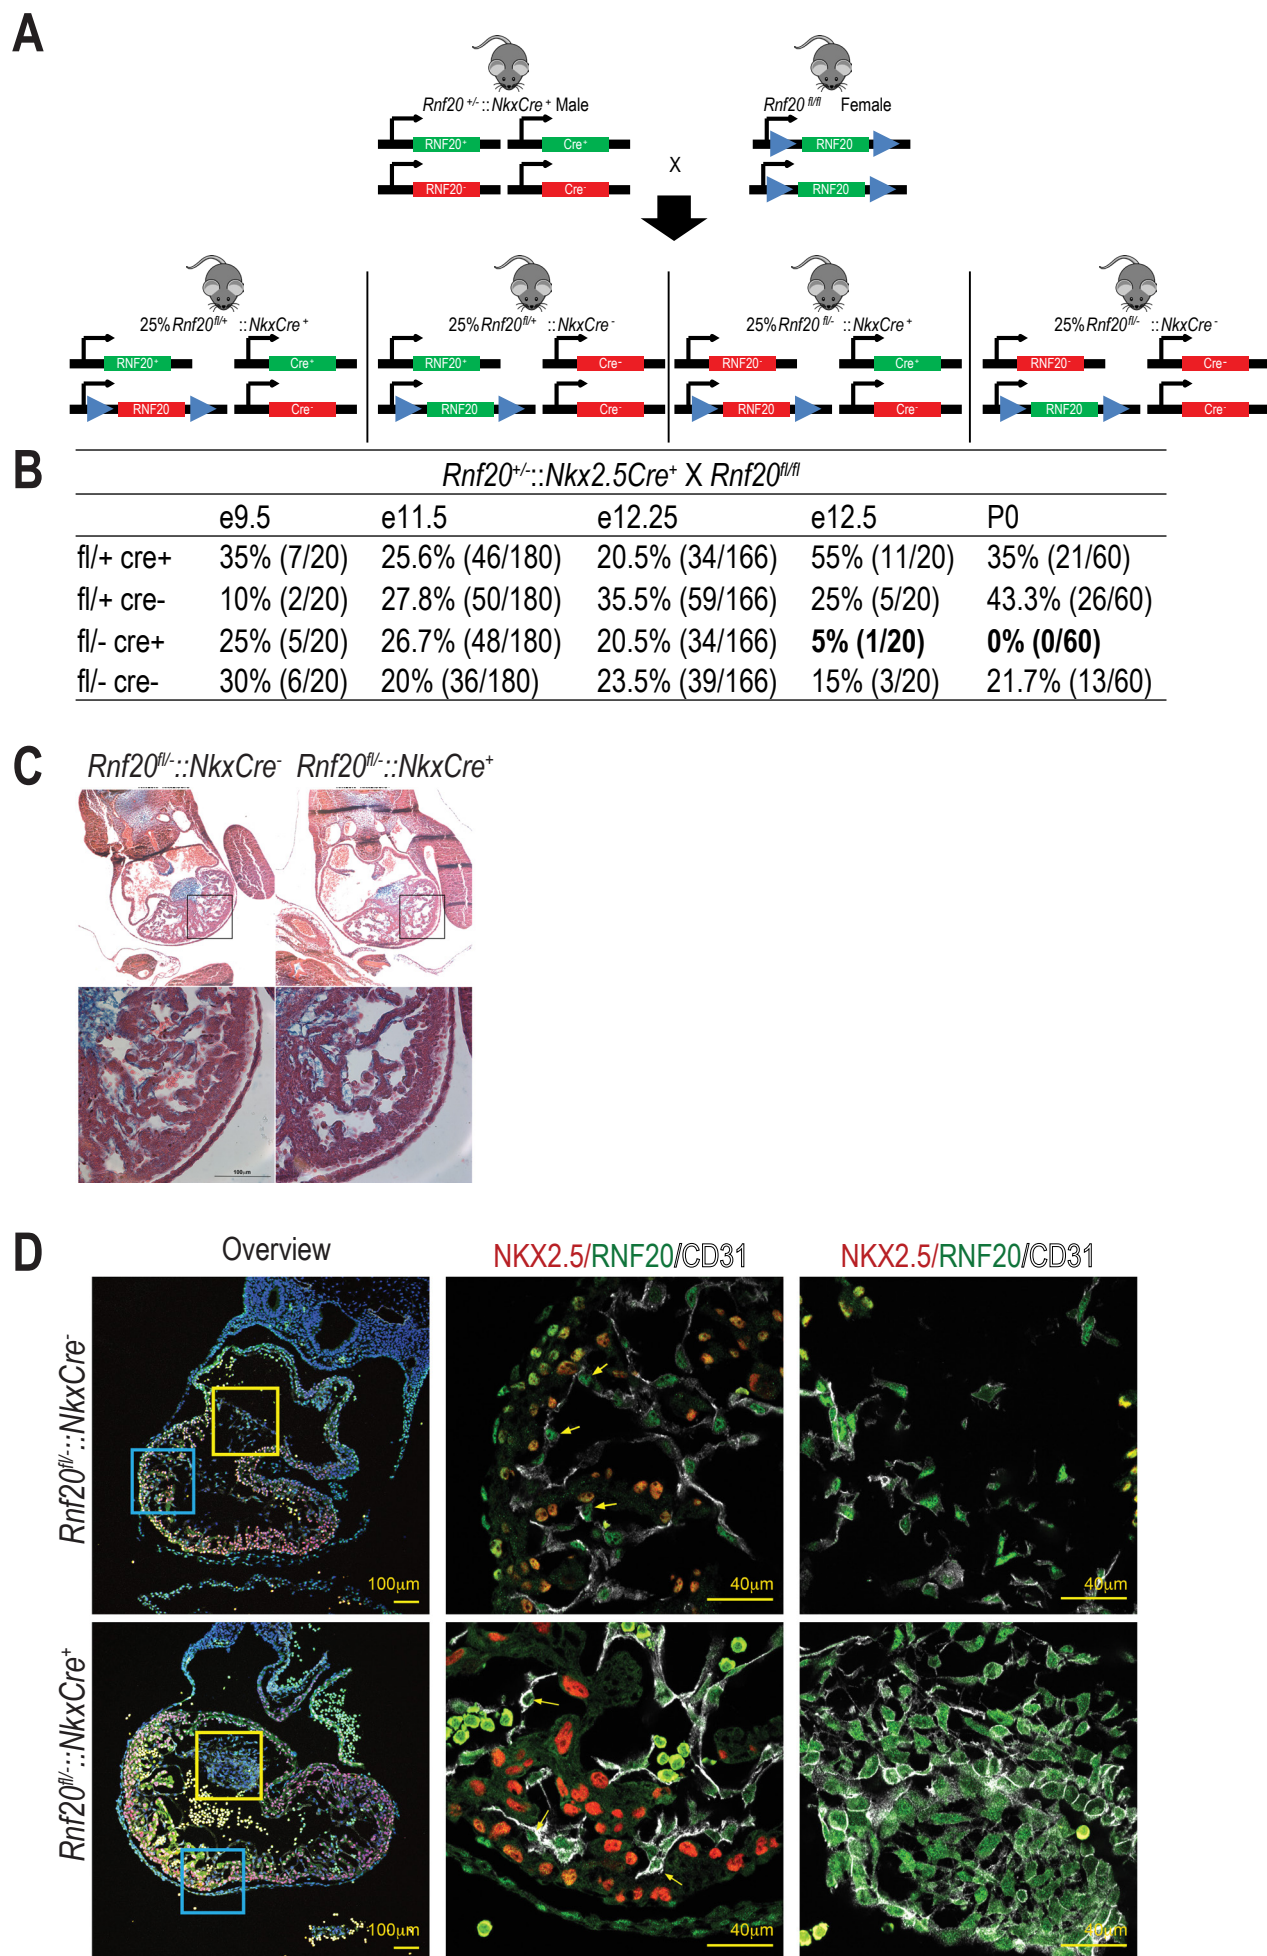 A
Rnf20 +/- :: NkxCre + Male
Rnf20 fl/fl Female
RNF20+ Cre+ RNF20
X
RNF20- Cre- RNF20
25% Rnf20fl/+ :: NkxCre + 25% Rnf20fl/+ :: NkxCre - 25% Rnf20 fl/- :: NkxCre + 25% Rnf20fl/- :: NkxCre -
RNF20+ Cre+ RNF20+ Cre- RNF20- Cre+ RNF20- Cre-
RNF20 Cre- RNF20 Cre- RNF20 Cre- RNF20 Cre-
B
Rnf20+/-::Nkx2.5Cre+ X Rnf20fl/fl
e9.5 e11.5 e12.25 e12.5 P0
fl/+ cre+ 35% (7/20) 25.6% (46/180) 20.5% (34/166) 55% (11/20) 35% (21/60)
fl/+ cre- 10% (2/20) 27.8% (50/180) 35.5% (59/166) 25% (5/20) 43.3% (26/60)
fl/- cre+ 25% (5/20) 26.7% (48/180) 20.5% (34/166) 5% (1/20) 0% (0/60)
fl/- cre- 30% (6/20) 20% (36/180) 23.5% (39/166) 15% (3/20) 21.7% (13/60)
C
Rnf20fl/-::NkxCre- Rnf20fl/-::NkxCre+
100µm
D
Overview NKX2.5/RNF20/CD31 NKX2.5/RNF20/CD31
Rnf20fl/-::NkxCre-
100µm 40µm 40µm
Rnf20fl/-::NkxCre+
100µm 40µm 40µm